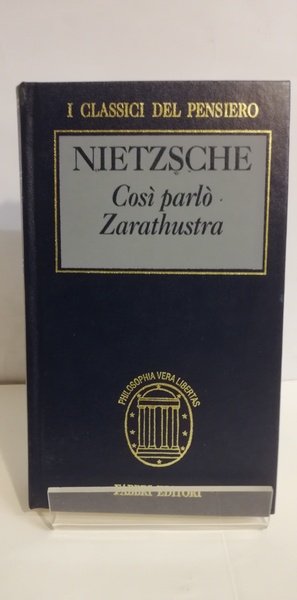 I CLASSICI DEL PENSIERO
NIETZSCHE
Così parlò
Zarathustra
PHILOSOPHIA VERA LIBERTAS
FABBRI EDITORI